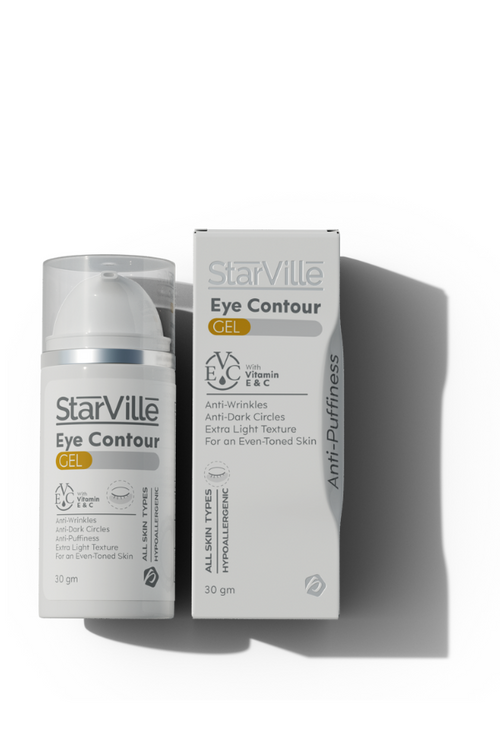 StarVille
Eye Contour
GEL
EVC
With
Vitamin
E & C
Anti-Wrinkles
Anti-Dark Circles
Anti-Puffiness
Extra Light Texture
For an Even-Toned Skin
ALL SKIN TYPES
HYPOALLERGENIC
30 gm
StarVille
Eye Contour
GEL
EVC
With
Vitamin
E & C
Anti-Wrinkles
Anti-Dark Circles
Extra Light Texture
For an Even-Toned Skin
Anti-Puffiness
ALL SKIN TYPES
HYPOALLERGENIC
30 gm